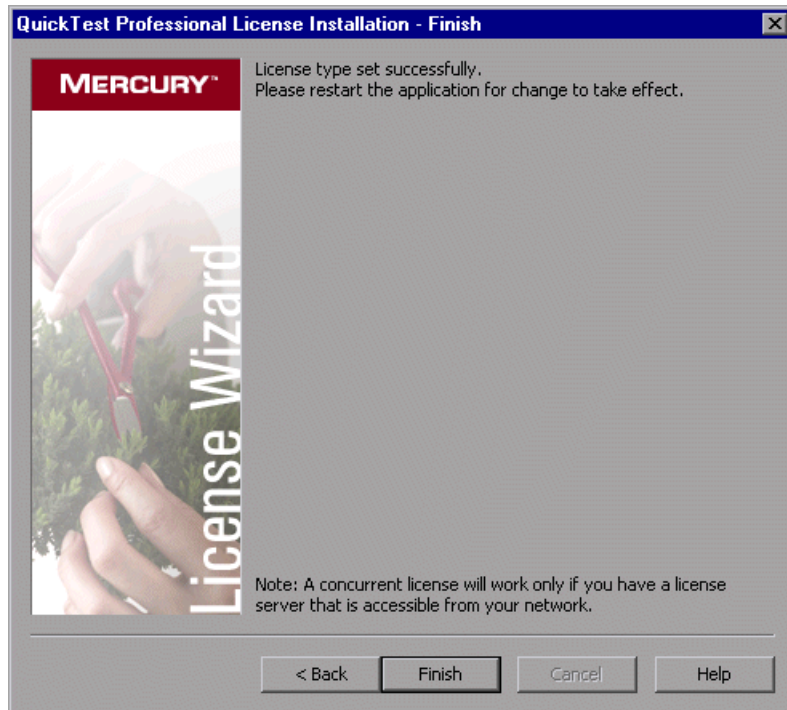 QuickTest Professional License Installation - Finish
MERCURY™
License Wizard
License type set successfully.
Please restart the application for change to take effect.
Note: A concurrent license will work only if you have a license
server that is accessible from your network.
< Back
Finish
Cancel
Help